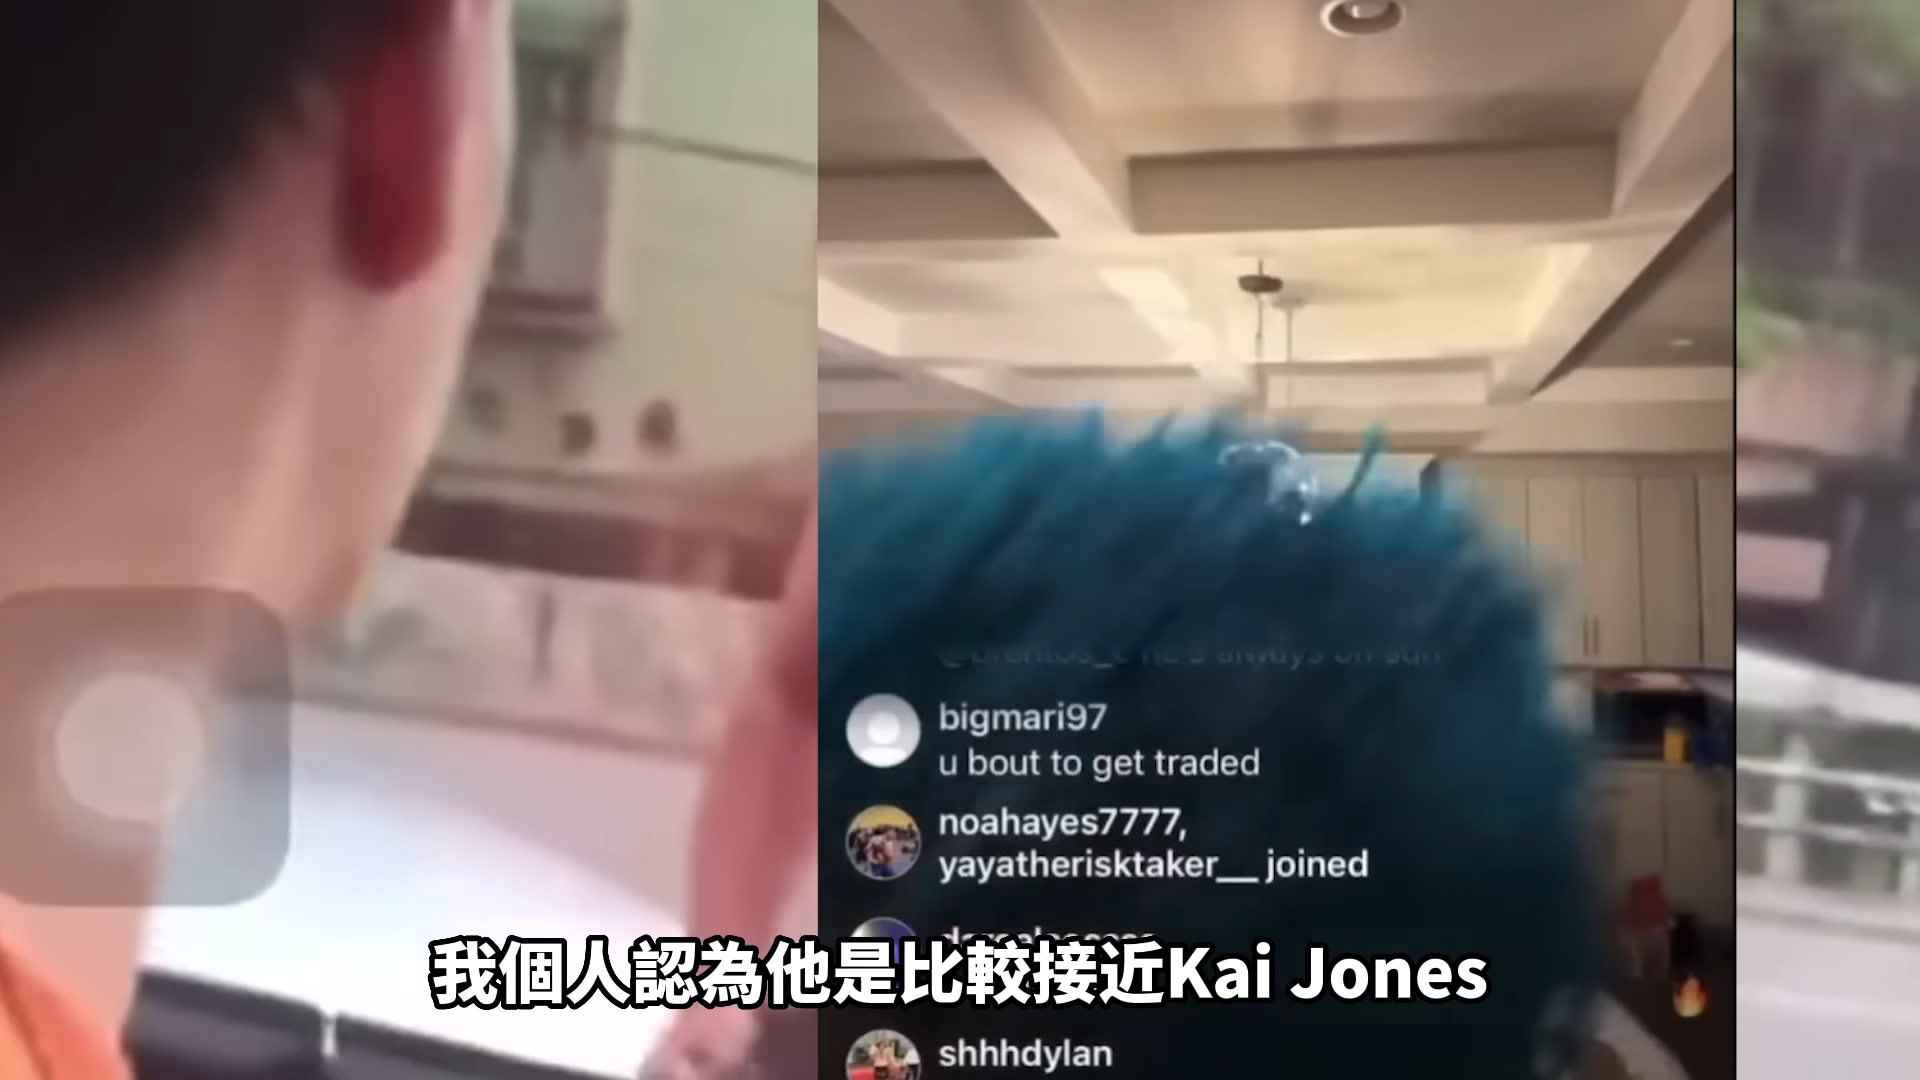 bigmari97
u bout to get traded
noahayes7777,
yayatherisktaker__ joined
我個人認為他是比較接近Kai Jones
shhhdylan